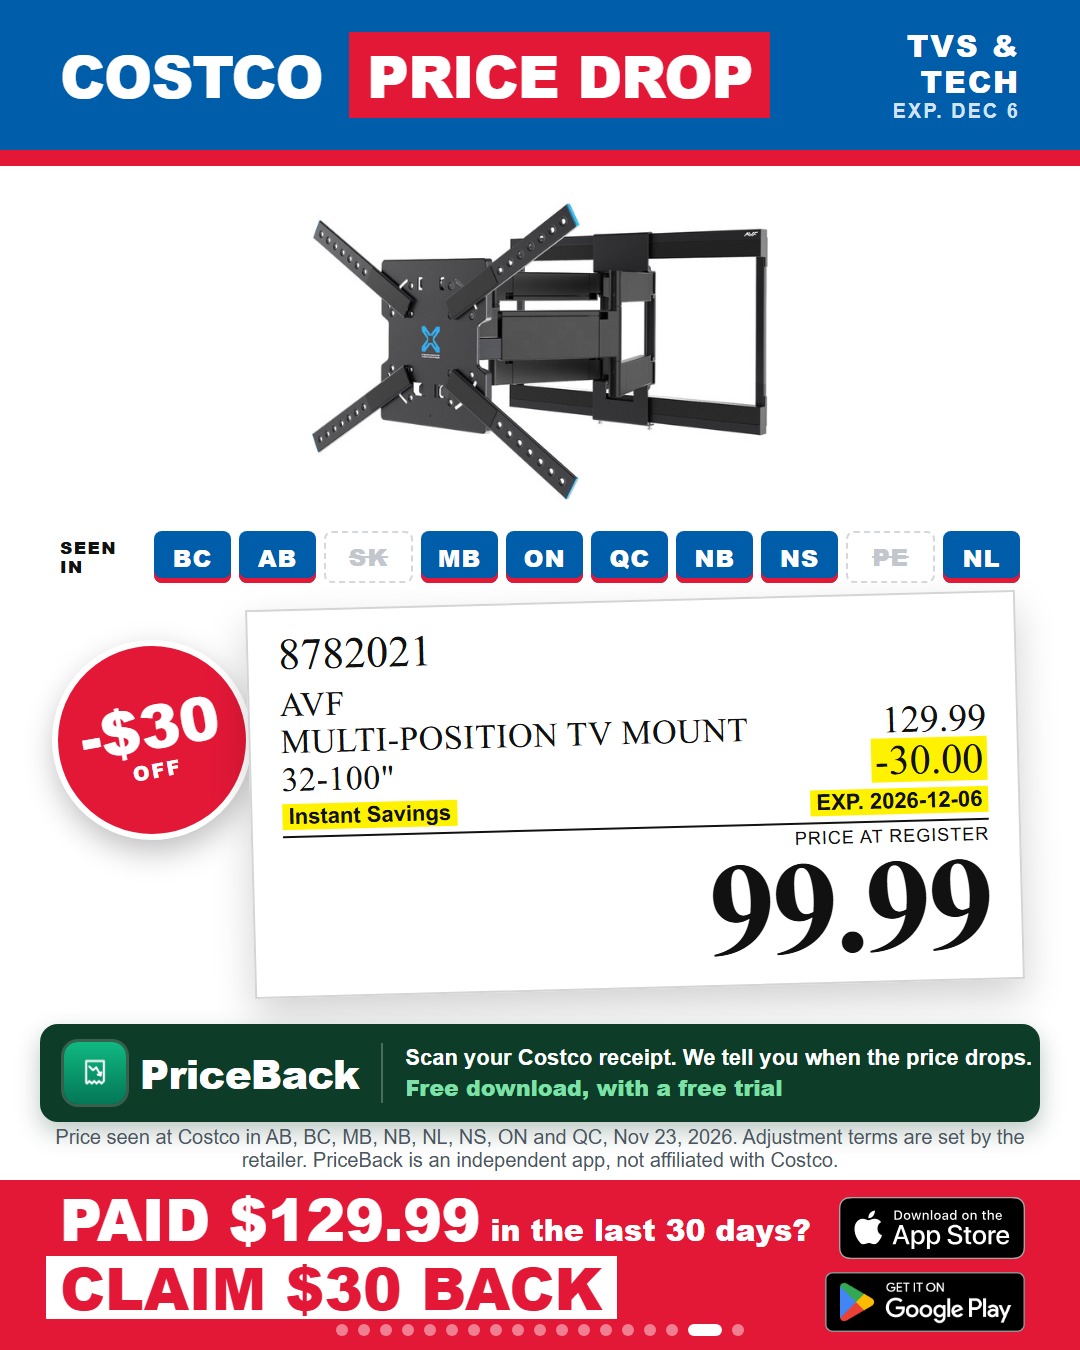 COSTCO PRICE DROP
TVS &
TECH
EXP. DEC 6
AVF
SEEN
IN
BC AB SK MB ON QC NB NS PE NL
-$30
OFF
8782021
AVF
MULTI-POSITION TV MOUNT
32-100"
Instant Savings
129.99
-30.00
EXP. 2026-12-06
PRICE AT REGISTER
99.99
PriceBack
Scan your Costco receipt. We tell you when the price drops.
Free download, with a free trial
Price seen at Costco in AB, BC, MB, NB, NL, NS, ON and QC, Nov 23, 2026. Adjustment terms are set by the
retailer. PriceBack is an independent app, not affiliated with Costco.
PAID $129.99 in the last 30 days?
CLAIM $30 BACK
Download on the
App Store
GET IT ON
Google Play